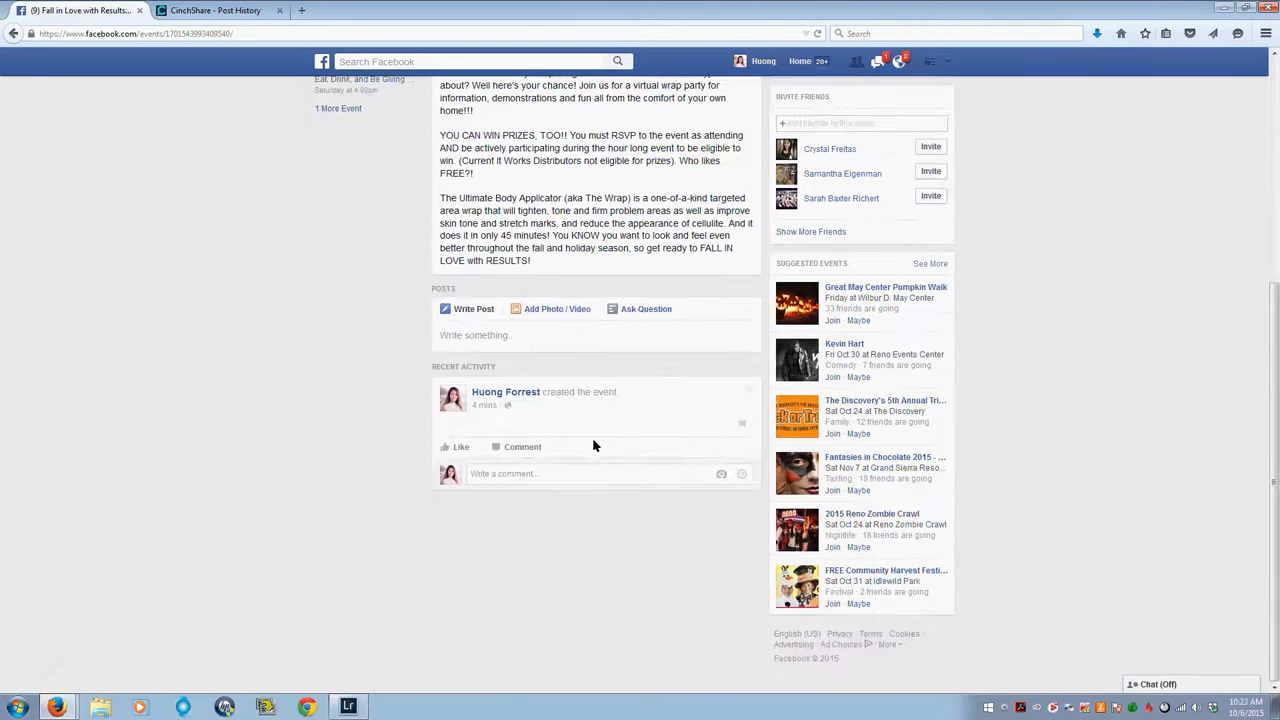 (9) Fall in Love with Results...
CinchShare - Post History
https://www.facebook.com/events/1701543993409540/
Search
Search Facebook
Huong
Home 20+
1
8
Eat, Drink, and Be Giving ...
Saturday at 4:00pm
1 More Event
about? Well here's your chance! Join us for a virtual wrap party for
information, demonstrations and fun all from the comfort of your own
home!!!
YOU CAN WIN PRIZES, TOO!! You must RSVP to the event as attending
AND be actively participating during the hour long event to be eligible to
win. (Current It Works Distributors not eligible for prizes). Who likes
FREE?!
The Ultimate Body Applicator (aka The Wrap) is a one-of-a-kind targeted
area wrap that will tighten, tone and firm problem areas as well as improve
skin tone and stretch marks, and reduce the appearance of cellulite. And it
does it in only 45 minutes! You KNOW you want to look and feel even
better throughout the fall and holiday season, so get ready to FALL IN
LOVE with RESULTS!
POSTS
Write Post
Add Photo / Video
Ask Question
Write something...
RECENT ACTIVITY
Huong Forrest created the event.
4 mins
Like
Comment
Write a comment...
INVITE FRIENDS
Crystal Freitas
Invite
Samantha Eigenman
Invite
Sarah Baxter Richert
Invite
Show More Friends
SUGGESTED EVENTS
See More
Great May Center Pumpkin Walk
Friday at Wilbur D. May Center
33 friends are going
Join · Maybe
Kevin Hart
Fri Oct 30 at Reno Events Center
Comedy · 7 friends are going
Join · Maybe
The Discovery's 5th Annual Tri...
Sat Oct 24 at The Discovery
Family · 12 friends are going
Join · Maybe
Fantasies in Chocolate 2015 - ...
Sat Nov 7 at Grand Sierra Reso...
Tasting · 19 friends are going
Join · Maybe
2015 Reno Zombie Crawl
Sat Oct 24 at Reno Zombie Crawl
Nightlife · 18 friends are going
Join · Maybe
FREE Community Harvest Festi...
Sat Oct 31 at Idlewild Park
Festival · 2 friends are going
Join · Maybe
English (US) · Privacy · Terms · Cookies ·
Advertising · Ad Choices · More
Facebook © 2015
Chat (Off)
Lr
10:23 AM
10/6/2015